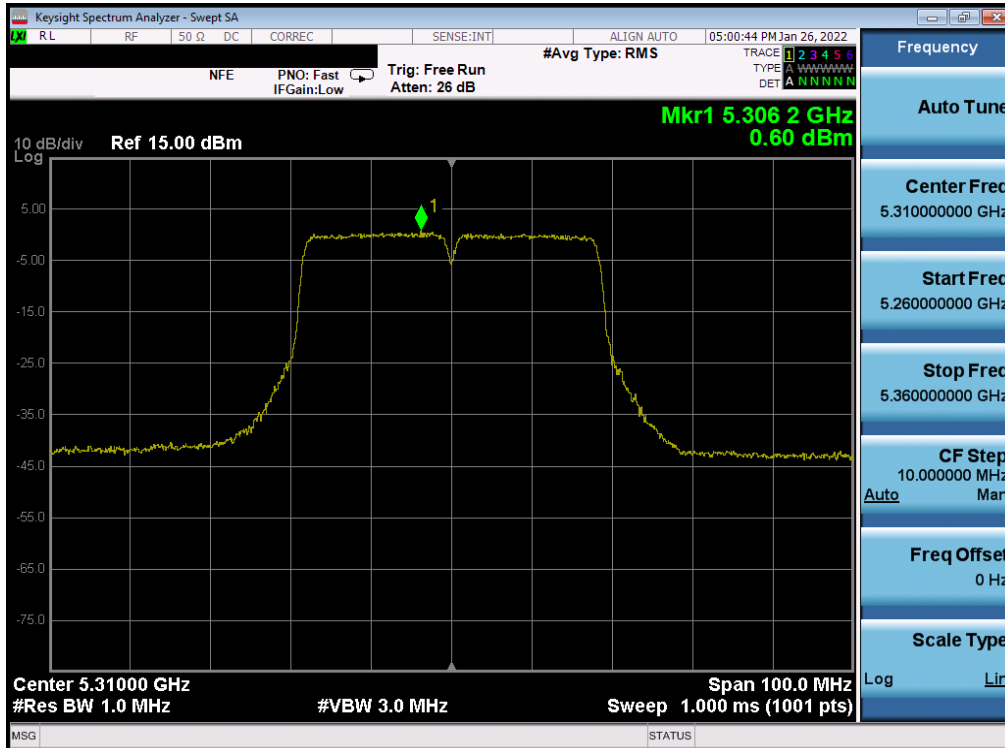 Keysight Spectrum Analyzer - Swept SA
LXI RL RF 50 Ω DC CORREC SENSE:INT ALIGN AUTO 05:00:44 PM Jan 26, 2022
NFE PNO: Fast IFGain:Low
Trig: Free Run
Atten: 26 dB
#Avg Type: RMS
TRACE 1 2 3 4 5 6
TYPE A WWWWW
DET A N N N N N
Mkr1 5.306 2 GHz
0.60 dBm
10 dB/div Ref 15.00 dBm
Log
1
5.00
-5.00
-15.0
-25.0
-35.0
-45.0
-55.0
-65.0
-75.0
Center 5.31000 GHz Span 100.0 MHz
#Res BW 1.0 MHz #VBW 3.0 MHz Sweep 1.000 ms (1001 pts)
MSG STATUS
Frequency
Auto Tune
Center Freq
5.310000000 GHz
Start Freq
5.260000000 GHz
Stop Freq
5.360000000 GHz
CF Step
10.000000 MHz
Auto Man
Freq Offset
0 Hz
Scale Type
Log Lin